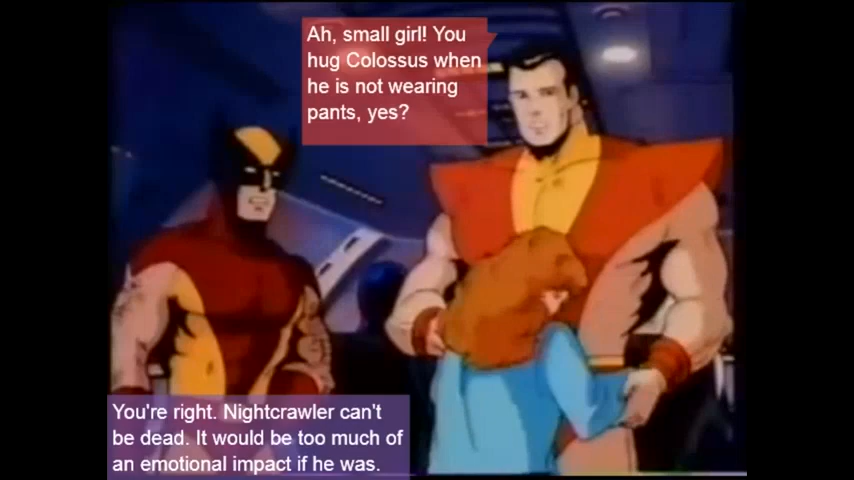 Ah, small girl! You
hug Colossus when
he is not wearing
pants, yes?
You're right. Nightcrawler can't
be dead. It would be too much of
an emotional impact if he was.